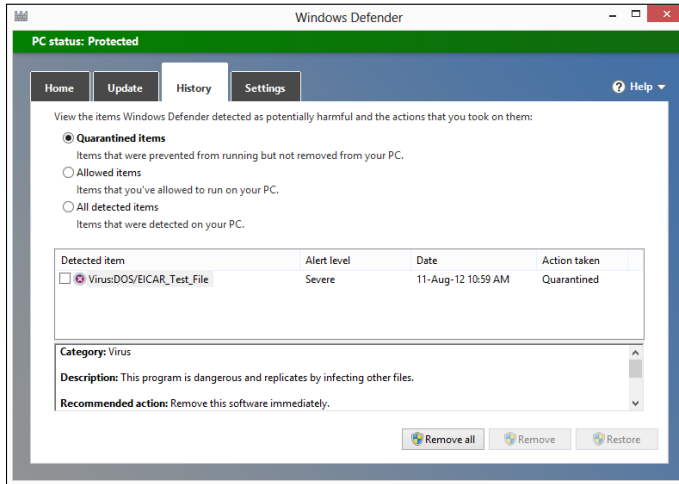 Windows Defender
PC status: Protected
Home Update History Settings Help
View the items Windows Defender detected as potentially harmful and the actions that you took on them:
Quarantined items
Items that were prevented from running but not removed from your PC.
Allowed items
Items that you've allowed to run on your PC.
All detected items
Items that were detected on your PC.
Detected item Alert level Date Action taken
Virus:DOS/EICAR_Test_File Severe 11-Aug-12 10:59 AM Quarantined
Category: Virus
Description: This program is dangerous and replicates by infecting other files.
Recommended action: Remove this software immediately.
Remove all Remove Restore